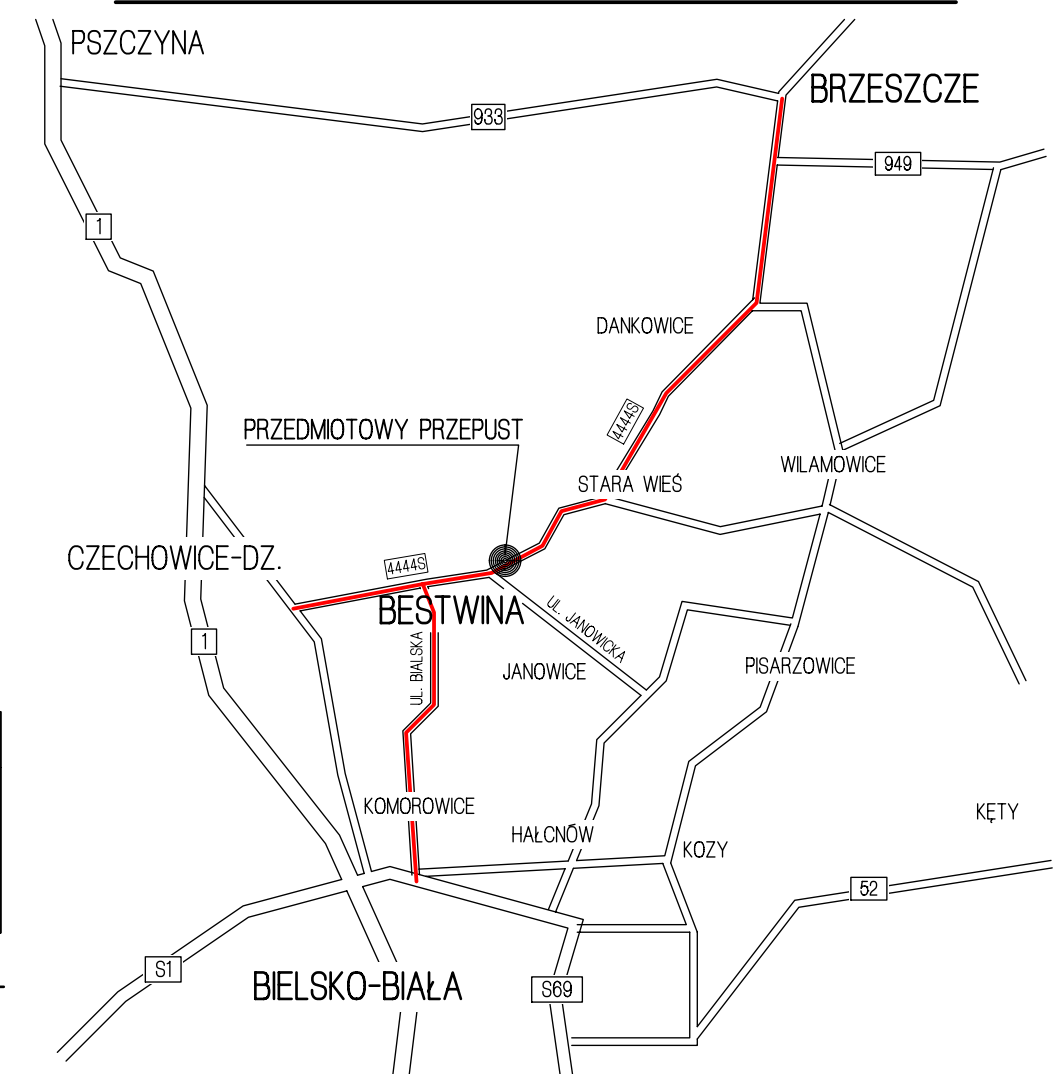 PSZCZYNA
BRZESZCZE
933
949
1
DANKOWICE
4444S
PRZEDMIOTOWY PRZEPUST
WILAMOWICE
STARA WIEŚ
CZECHOWICE-DZ.
4444S
BESTWINA
UL. JANOWICKA
1
UL. BIALSKA
JANOWICE
PISARZOWICE
KOMOROWICE
KĘTY
HAŁCNÓW
KOZY
52
S1
BIELSKO-BIAŁA
S69